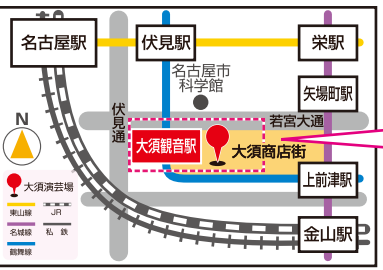 名古屋駅
伏見駅
栄駅
名古屋市
科学館
矢場町駅
伏見通
若宮大通
N
大須観音駅
大須商店街
大須演芸場
上前津駅
東山線
JR
名城線
私 鉄
鶴舞線
金山駅